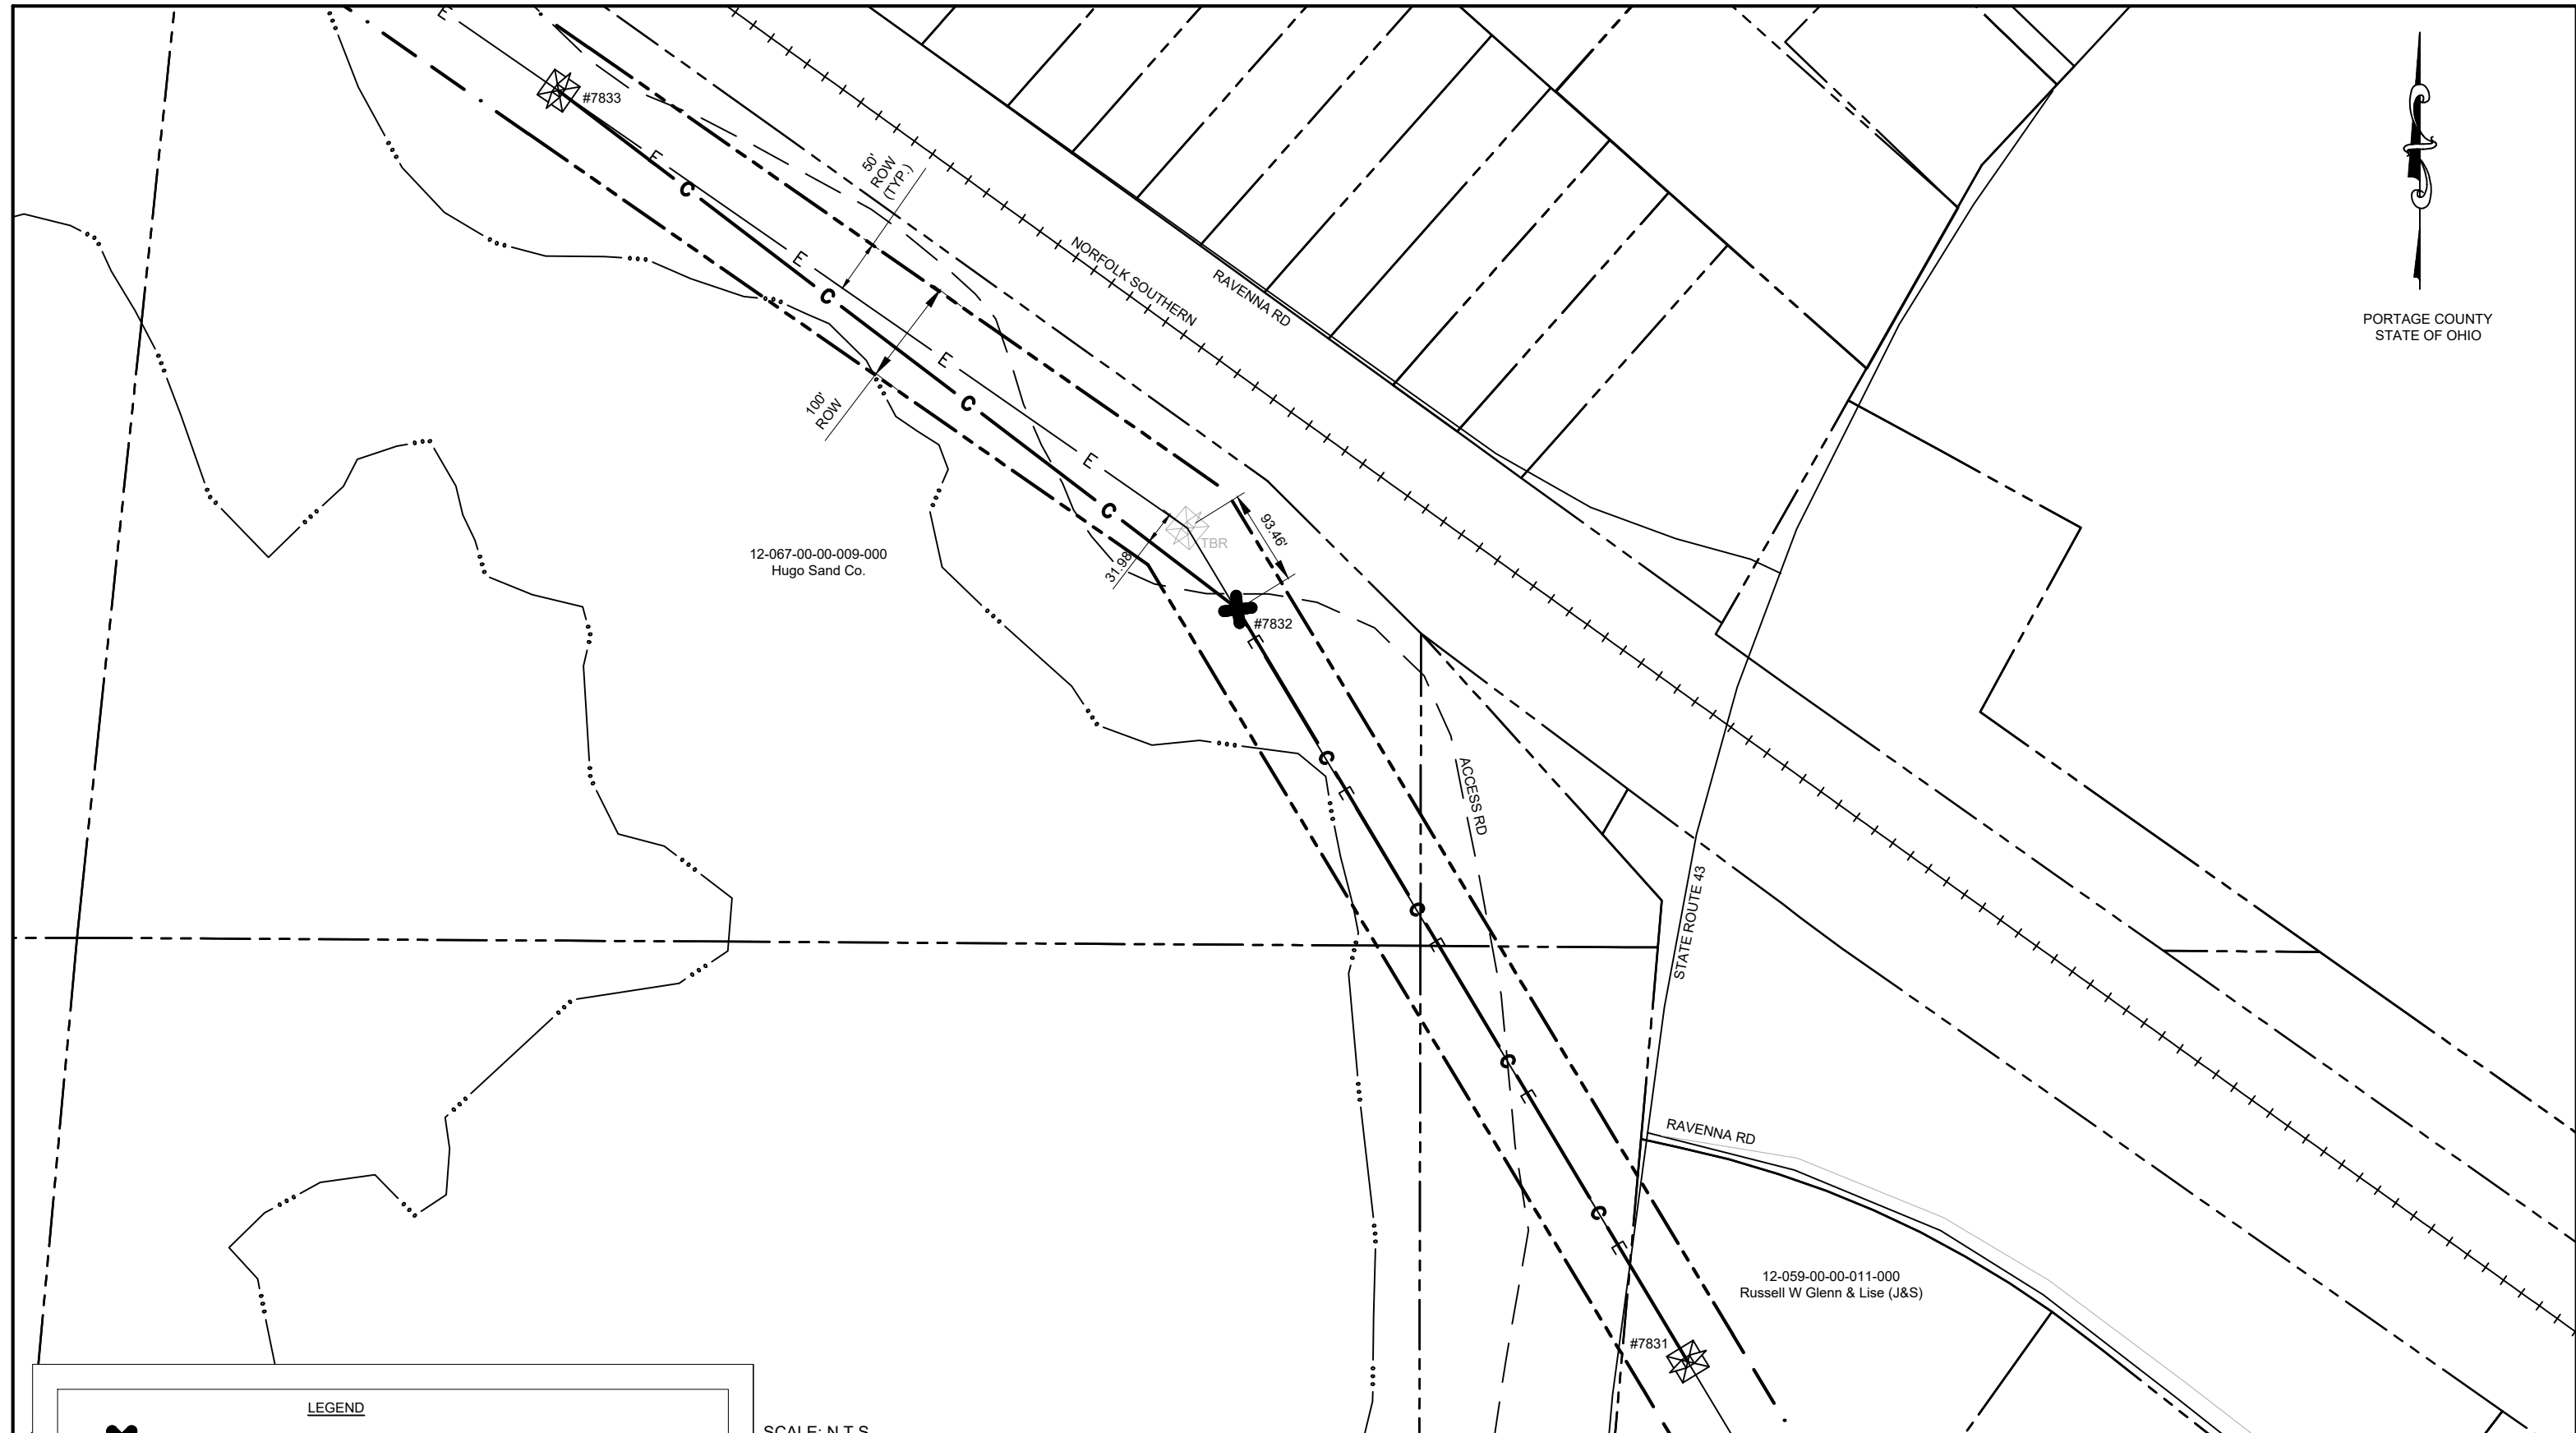 #7833
50'
ROW
(TYP.)
NORFOLK SOUTHERN
RAVENNA RD
PORTAGE COUNTY
STATE OF OHIO
100'
ROW
E
E
E
E
E
C
C
C
C
TBR
93.46'
31.98'
12-067-00-00-009-000
Hugo Sand Co.
#7832
E
C
E
ACCESS RD
C
E
STATE ROUTE 43
C
E
RAVENNA RD
C
E
12-059-00-00-011-000
Russell W Glenn & Lise (J&S)
#7831
LEGEND
SCALE: N.T.S.